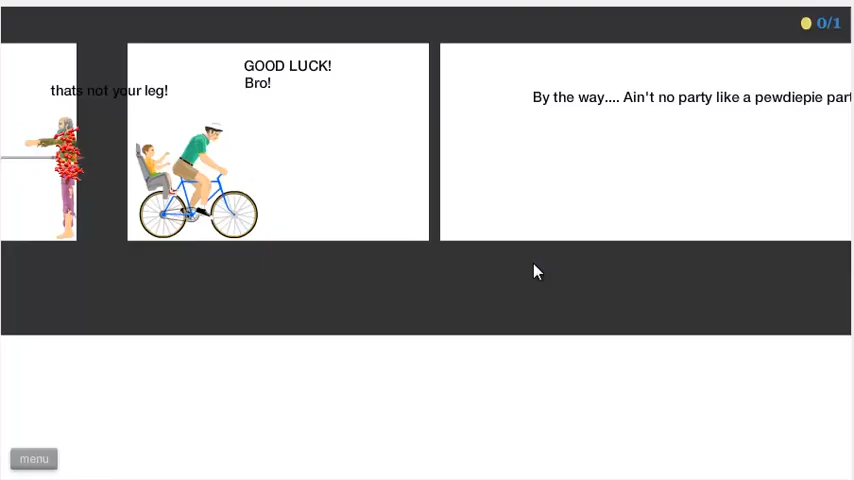 0/1
GOOD LUCK!
Bro!
thats not your leg!
By the way.... Ain't no party like a pewdiepie part
menu